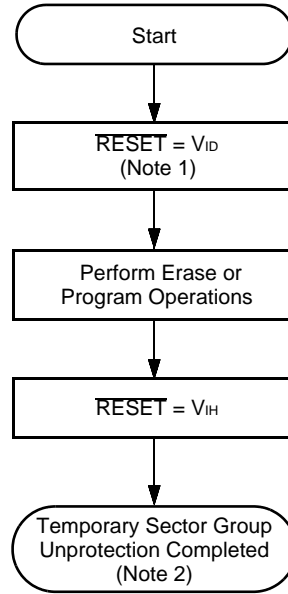 Start
RESET = VID
(Note 1)
Perform Erase or
Program Operations
RESET = VIH
Temporary Sector Group
Unprotection Completed
(Note 2)